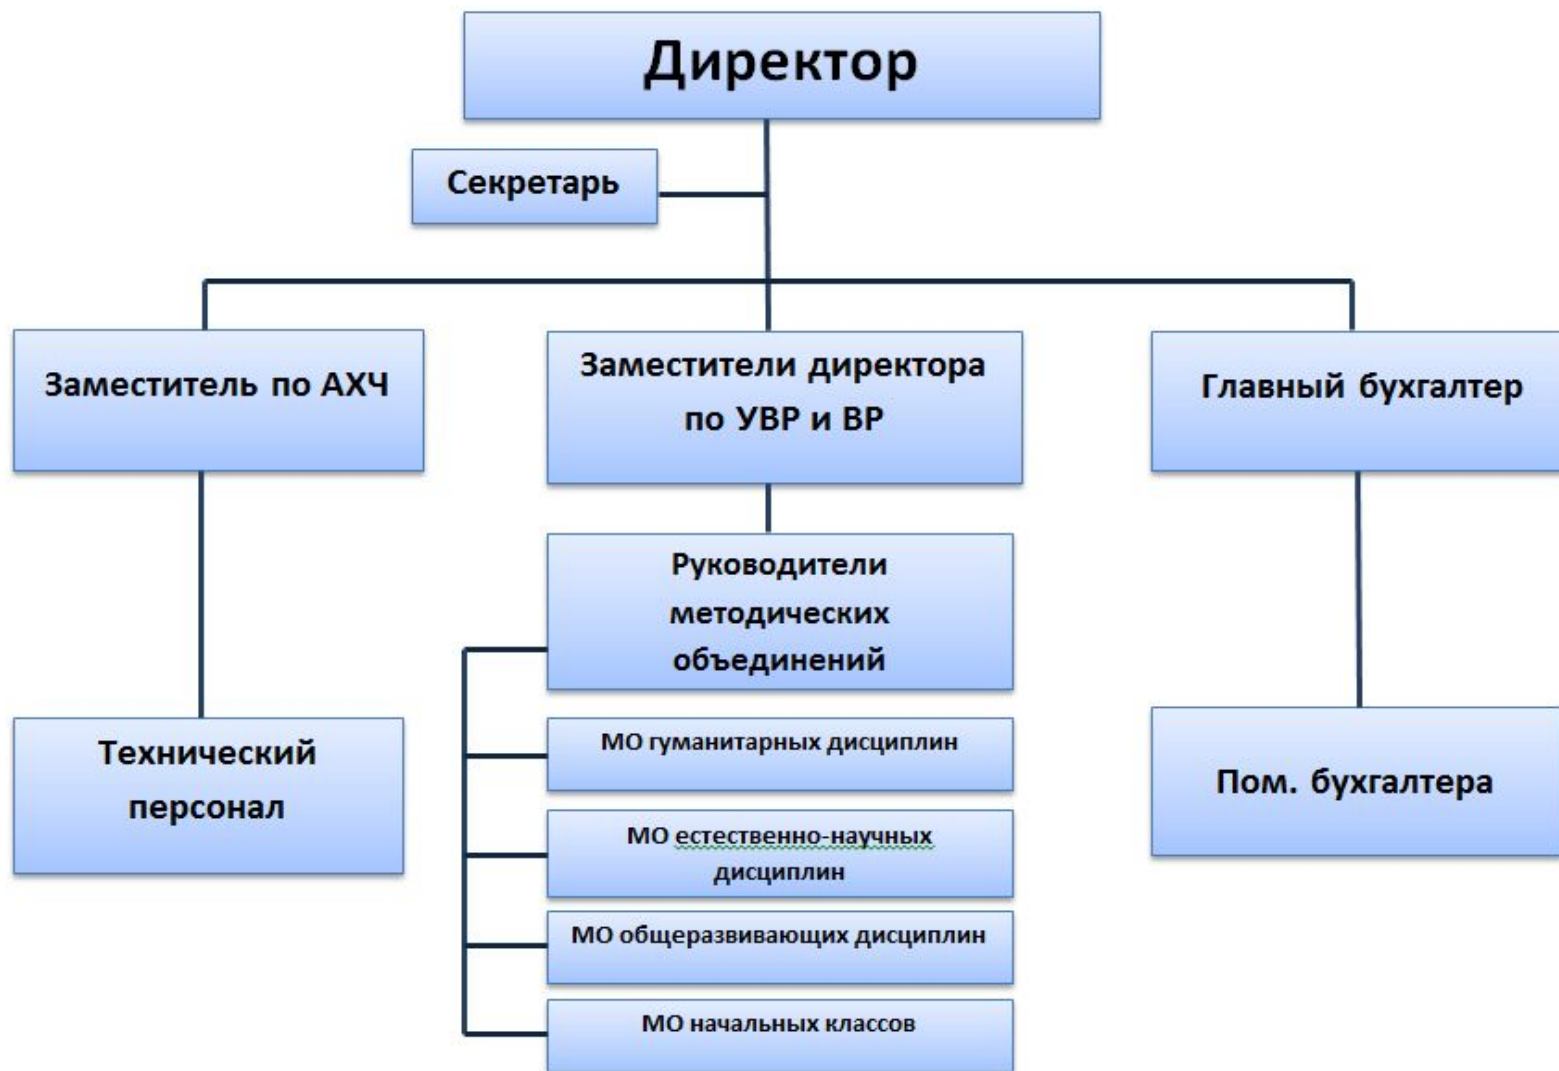 Директор
Секретарь
Заместитель по АХЧ
Заместители директора
по УВР и ВР
Главный бухгалтер
Руководители
методических
объединений
Технический
персонал
МО гуманитарных дисциплин
МО естественно-научных
дисциплин
МО общеразвивающих дисциплин
МО начальных классов
Пом. бухгалтера